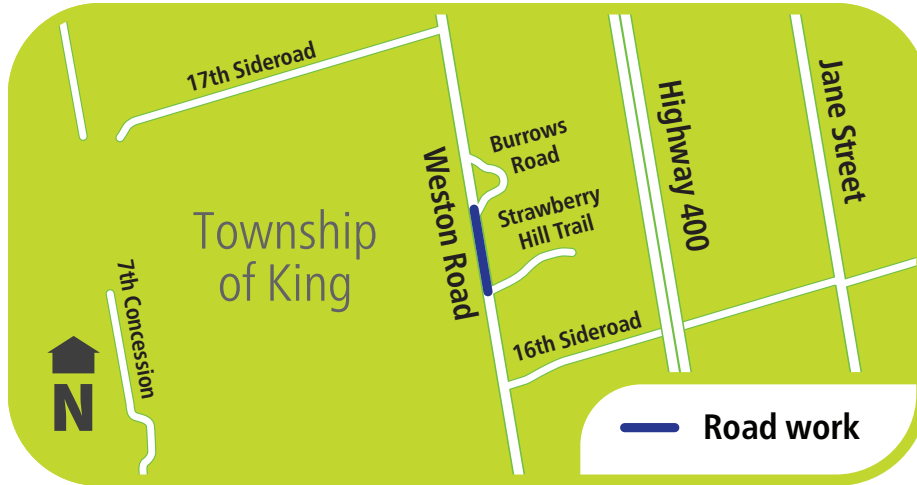 17th Sideroad
Burrows
Road
Weston Road
Highway 400
Jane Street
Strawberry
Hill Trail
Township
of King
7th Concession
16th Sideroad
N
Road work